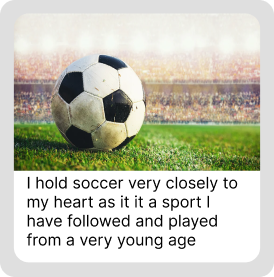 I hold soccer very closely to
my heart as it it a sport I
have followed and played
from a very young age